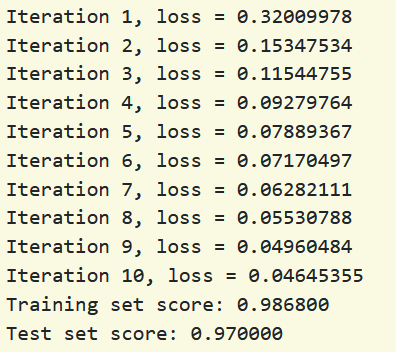 Iteration 1, loss = 0.32009978
Iteration 2, loss = 0.15347534
Iteration 3, loss = 0.11544755
Iteration 4, loss = 0.09279764
Iteration 5, loss = 0.07889367
Iteration 6, loss = 0.07170497
Iteration 7, loss = 0.06282111
Iteration 8, loss = 0.05530788
Iteration 9, loss = 0.04960484
Iteration 10, loss = 0.04645355
Training set score: 0.986800
Test set score: 0.970000